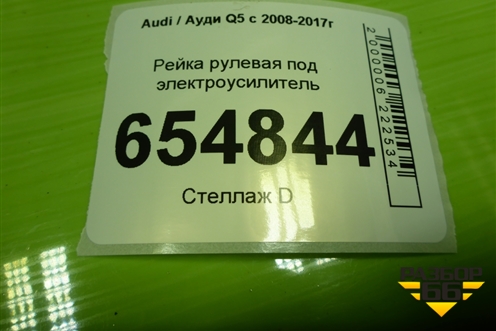 Audi / Ауди Q5 с 2008-2017г
Рейка рулевая под
электроусилитель
654844
Стеллаж D
2000006222534
РАЗБОР
66